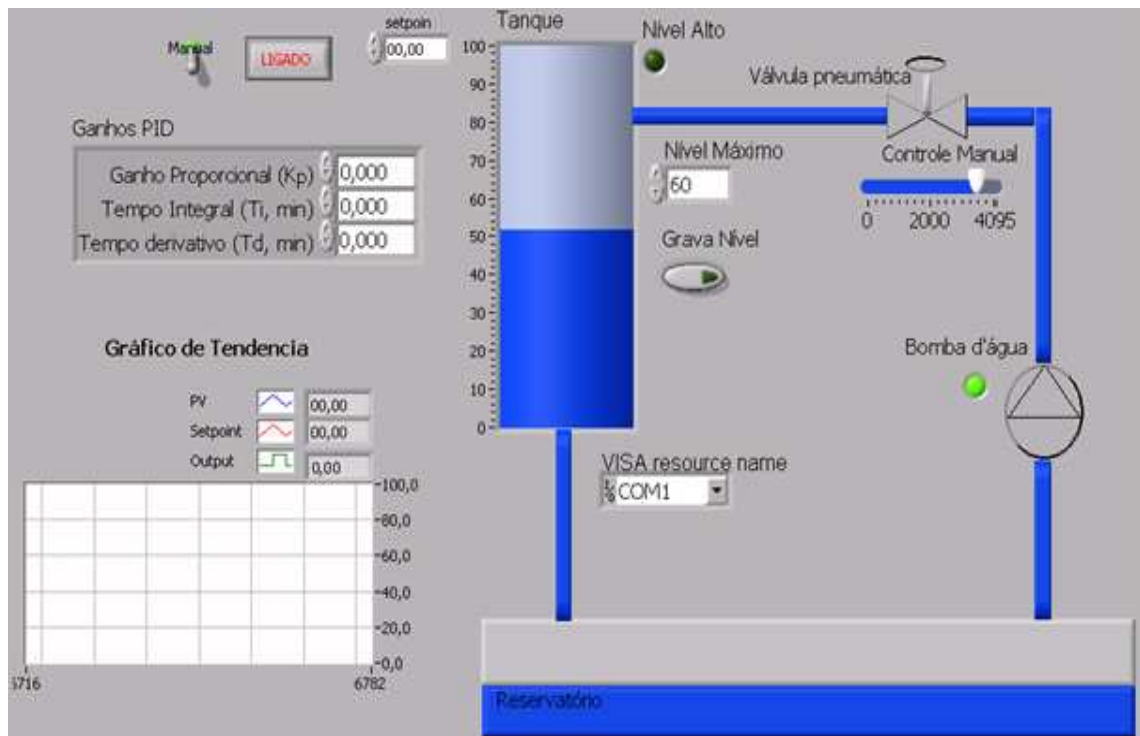 Manual
LIGADO
setpoin
00,00
Ganhos PID
Ganho Proporcional (Kp) 0,000
Tempo Integral (Ti, min) 0,000
Tempo derivativo (Td, min) 0,000
Gráfico de Tendencia
PV 00,00
Setpoint 00,00
Output 0,00
100,0
80,0
60,0
40,0
20,0
0,0
6716 6782
Tanque
100
90
80
70
60
50
40
30
20
10
0
Nível Alto
Válvula pneumática
Nível Máximo
60
Controle Manual
0 2000 4095
Grava Nível
Bomba d'água
VISA resource name
COM1
Reservatório